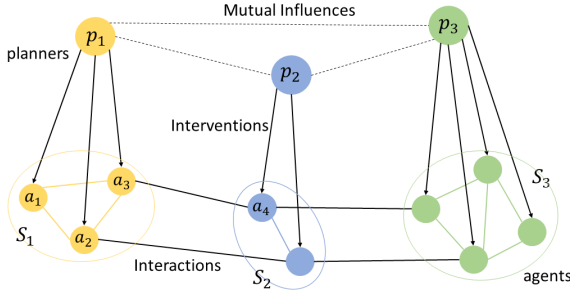 Mutual Influences
p₁
p₃
planners
p₂
Interventions
a₁
a₃
a₂
S₁
a₄
S₂
S₃
Interactions
agents